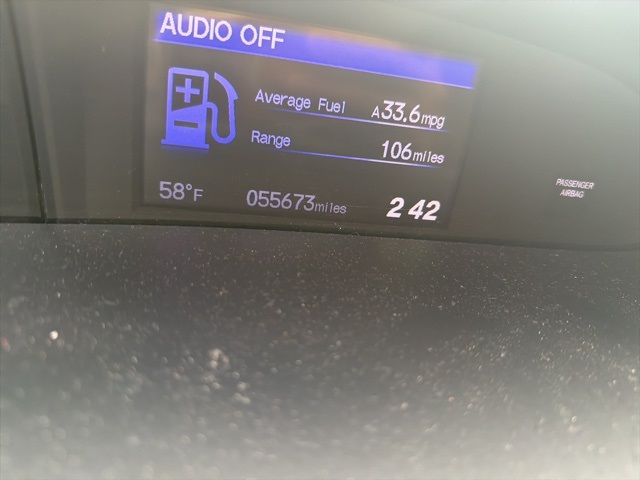 AUDIO OFF
Average Fuel
A33.6mpg
Range
106miles
58°F
055673miles
2 42
PASSENGER
AIRBAG